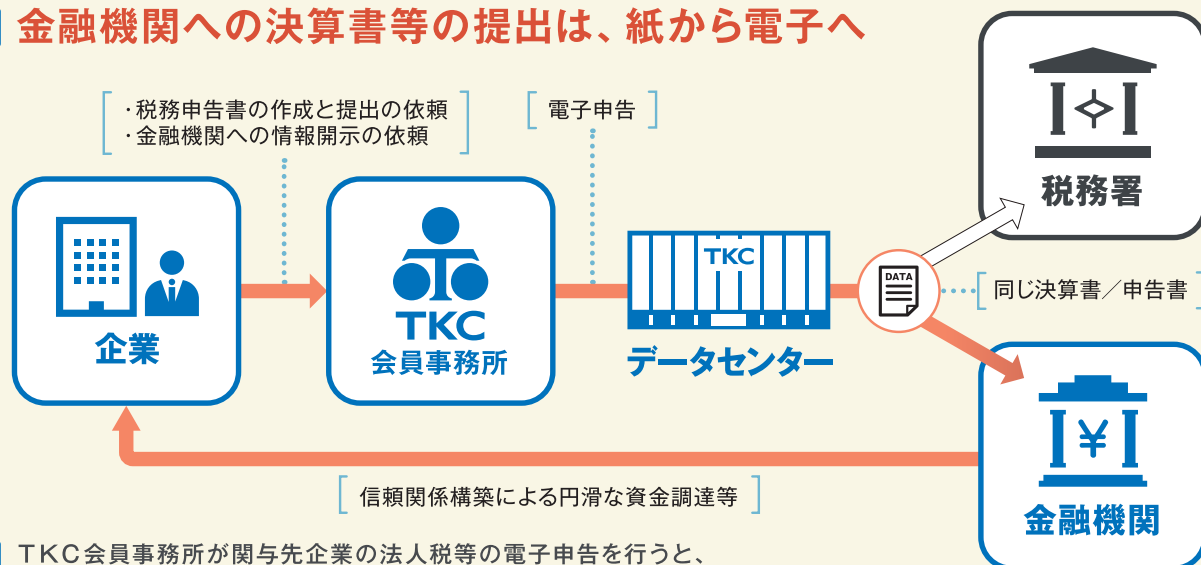 金融機関への決算書等の提出は、紙から電子へ
・税務申告書の作成と提出の依頼
・金融機関への情報開示の依頼
電子申告
税務署
企業
TKC
会員事務所
TKC
データセンター
DATA
同じ決算書／申告書
¥
金融機関
信頼関係構築による円滑な資金調達等
TKC会員事務所が関与先企業の法人税等の電子申告を行うと、